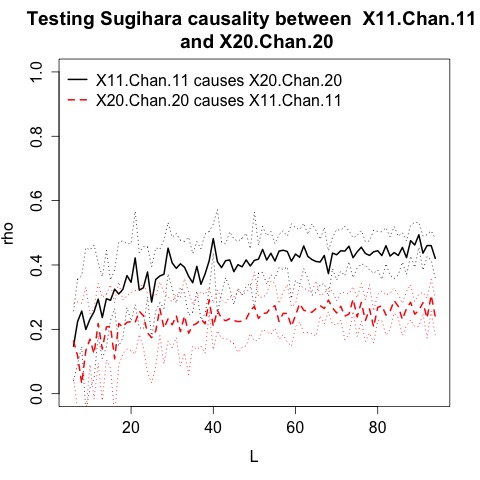 Testing Sugihara causality between  X11.Chan.11
and X20.Chan.20
X11.Chan.11 causes X20.Chan.20
X20.Chan.20 causes X11.Chan.11
rho
1.0
0.8
0.6
0.4
0.2
0.0
20 40 60 80
L